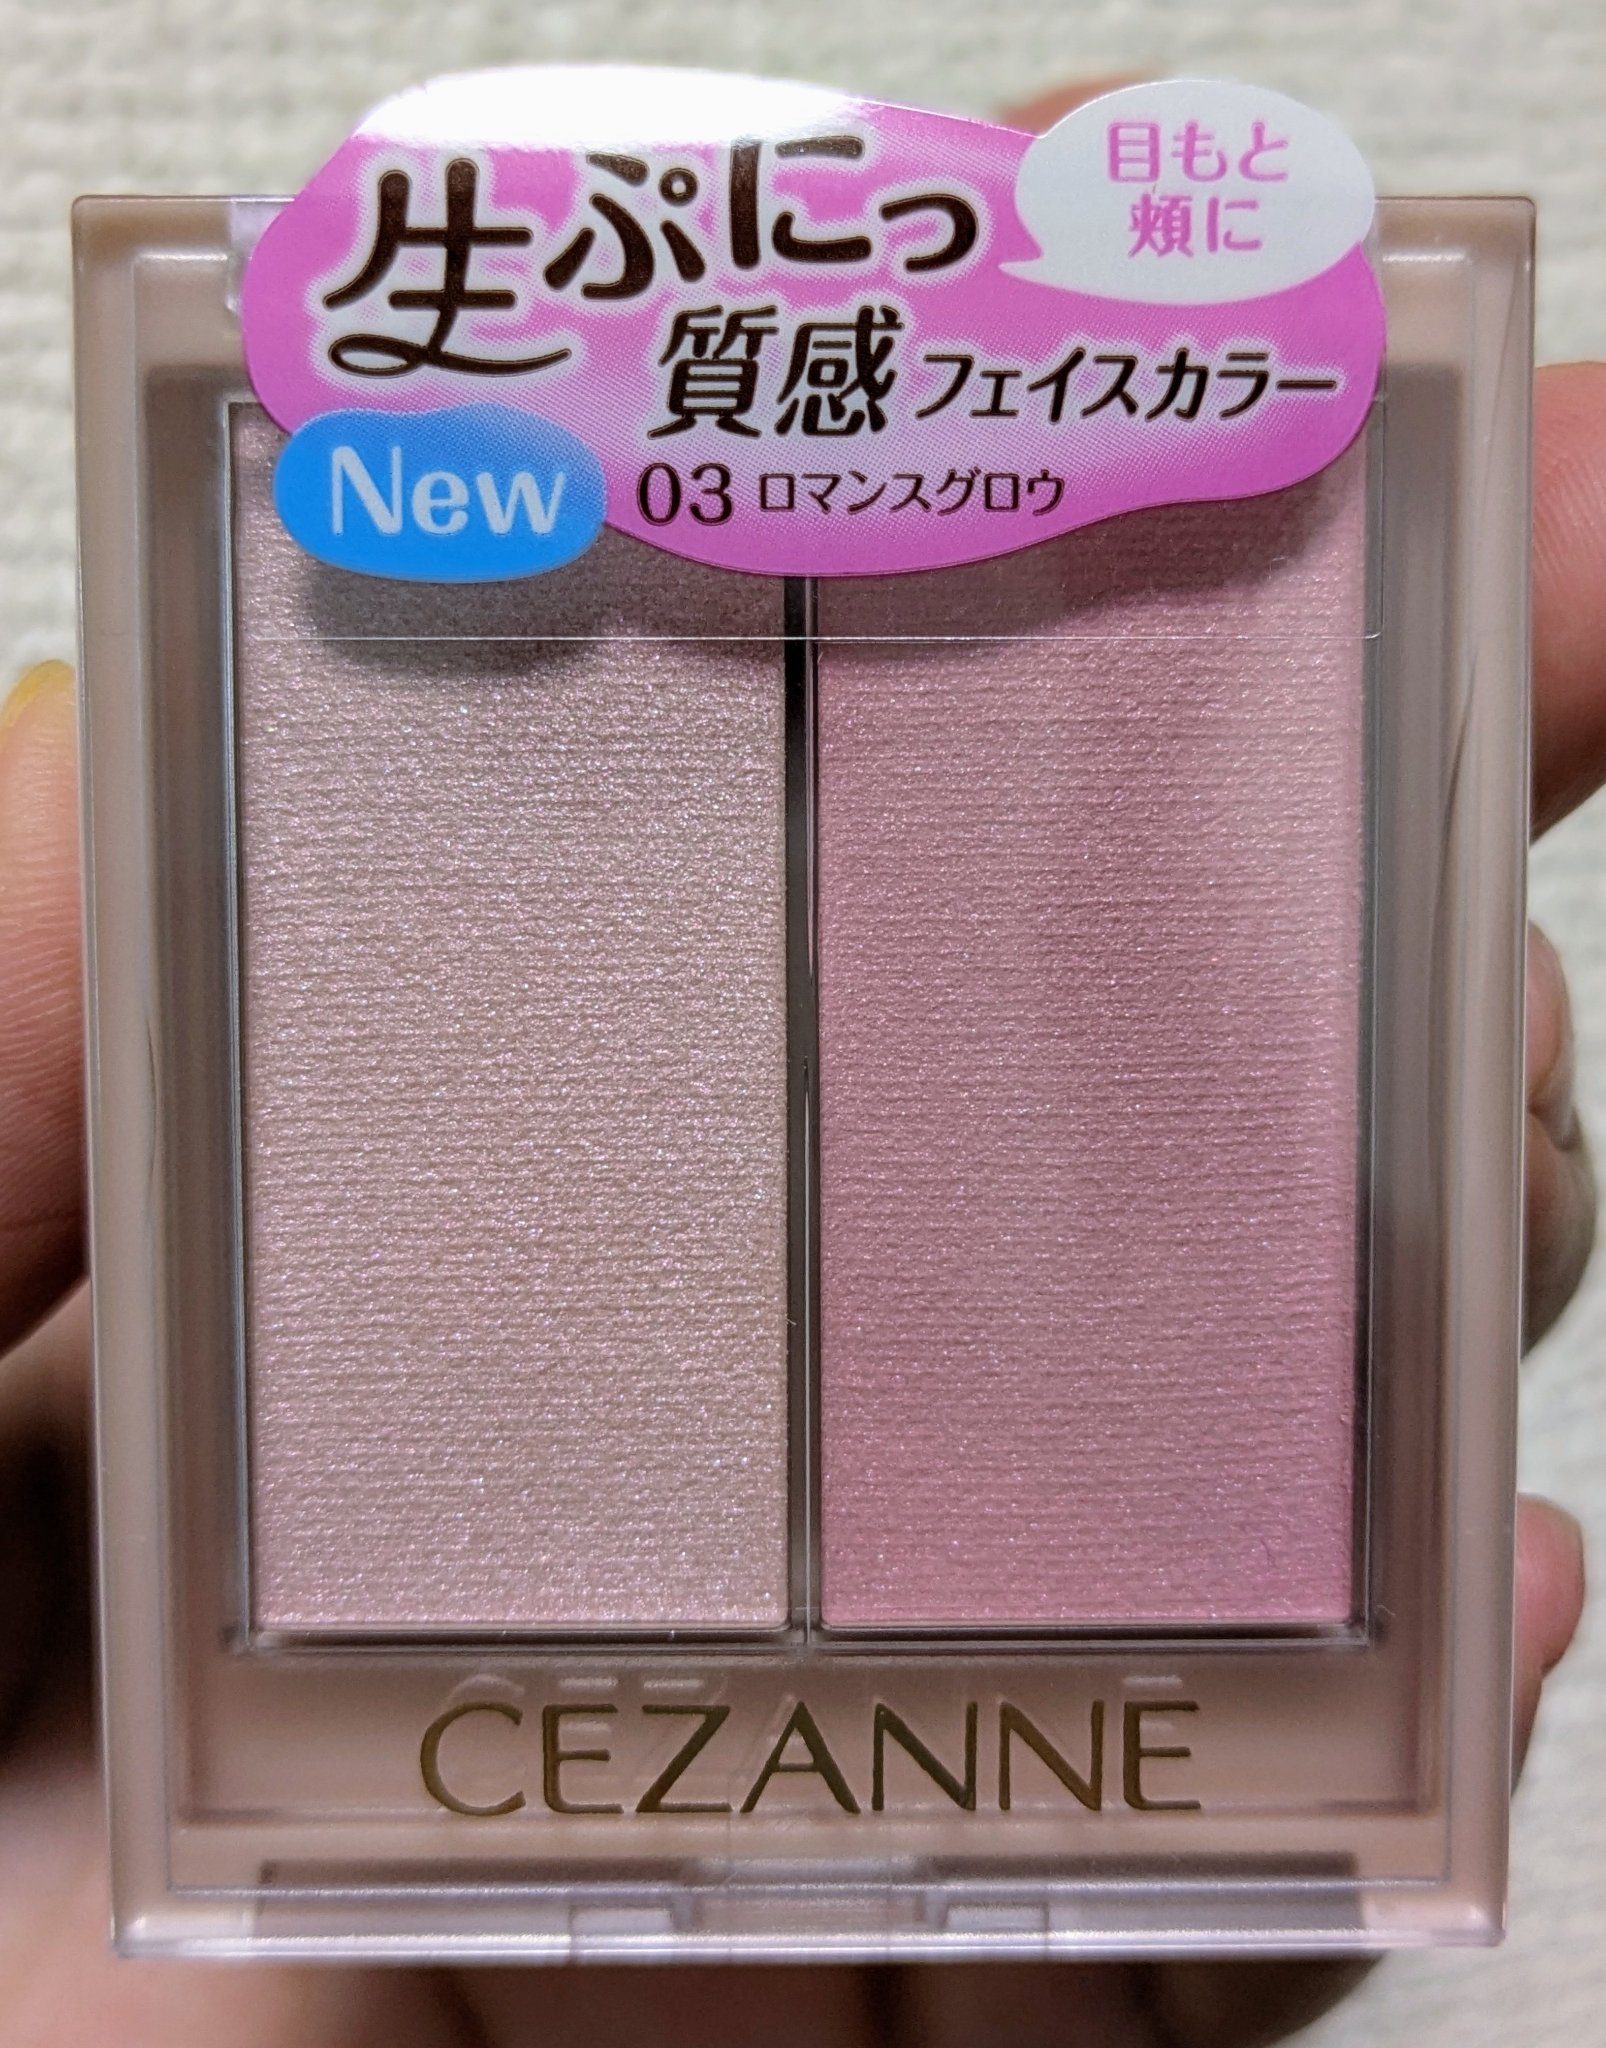 目もと
頬に
生ぷにっ
質感フェイスカラー
New
03 ロマンスグロウ
CEZANNE